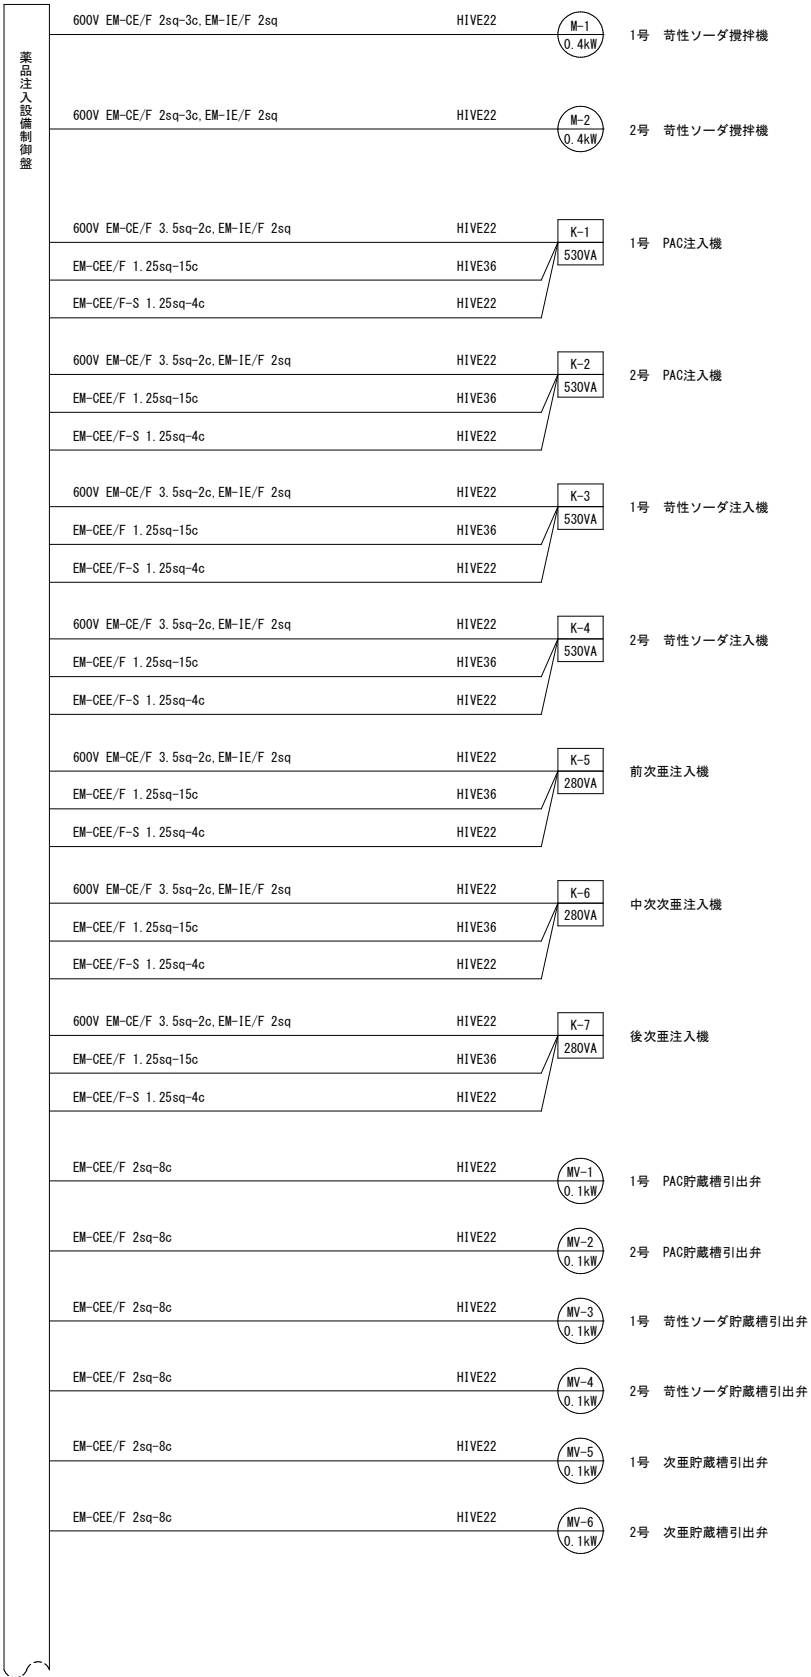 薬品注入設備制御盤
600V EM-CE/F 2sq-3c,EM-IE/F 2sq HIVE22 M-1
0.4kW 1号 苛性ソーダ攪拌機
600V EM-CE/F 2sq-3c,EM-IE/F 2sq HIVE22 M-2
0.4kW 2号 苛性ソーダ攪拌機
600V EM-CE/F 3.5sq-2c,EM-IE/F 2sq HIVE22 K-1
530VA 1号 PAC注入機
EM-CEE/F 1.25sq-15c HIVE36
EM-CEE/F-S 1.25sq-4c HIVE22
600V EM-CE/F 3.5sq-2c,EM-IE/F 2sq HIVE22 K-2
530VA 2号 PAC注入機
EM-CEE/F 1.25sq-15c HIVE36
EM-CEE/F-S 1.25sq-4c HIVE22
600V EM-CE/F 3.5sq-2c,EM-IE/F 2sq HIVE22 K-3
530VA 1号 苛性ソーダ注入機
EM-CEE/F 1.25sq-15c HIVE36
EM-CEE/F-S 1.25sq-4c HIVE22
600V EM-CE/F 3.5sq-2c,EM-IE/F 2sq HIVE22 K-4
530VA 2号 苛性ソーダ注入機
EM-CEE/F 1.25sq-15c HIVE36
EM-CEE/F-S 1.25sq-4c HIVE22
600V EM-CE/F 3.5sq-2c,EM-IE/F 2sq HIVE22 K-5
280VA 前次亜注入機
EM-CEE/F 1.25sq-15c HIVE36
EM-CEE/F-S 1.25sq-4c HIVE22
600V EM-CE/F 3.5sq-2c,EM-IE/F 2sq HIVE22 K-6
280VA 中次次亜注入機
EM-CEE/F 1.25sq-15c HIVE36
EM-CEE/F-S 1.25sq-4c HIVE22
600V EM-CE/F 3.5sq-2c,EM-IE/F 2sq HIVE22 K-7
280VA 後次亜注入機
EM-CEE/F 1.25sq-15c HIVE36
EM-CEE/F-S 1.25sq-4c HIVE22
EM-CEE/F 2sq-8c HIVE22 MV-1
0.1kW 1号 PAC貯蔵槽引出弁
EM-CEE/F 2sq-8c HIVE22 MV-2
0.1kW 2号 PAC貯蔵槽引出弁
EM-CEE/F 2sq-8c HIVE22 MV-3
0.1kW 1号 苛性ソーダ貯蔵槽引出弁
EM-CEE/F 2sq-8c HIVE22 MV-4
0.1kW 2号 苛性ソーダ貯蔵槽引出弁
EM-CEE/F 2sq-8c HIVE22 MV-5
0.1kW 1号 次亜貯蔵槽引出弁
EM-CEE/F 2sq-8c HIVE22 MV-6
0.1kW 2号 次亜貯蔵槽引出弁